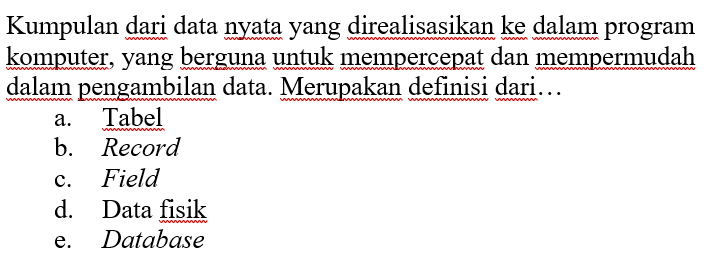 Kumpulan dari data nyata yang direalisasikan ke dalam program
komputer, yang berguna untuk mempercepat dan mempermudah
dalam pengambilan data. Merupakan definisi dari…
a. Tabel
b. Record
c. Field
d. Data fisik
e. Database